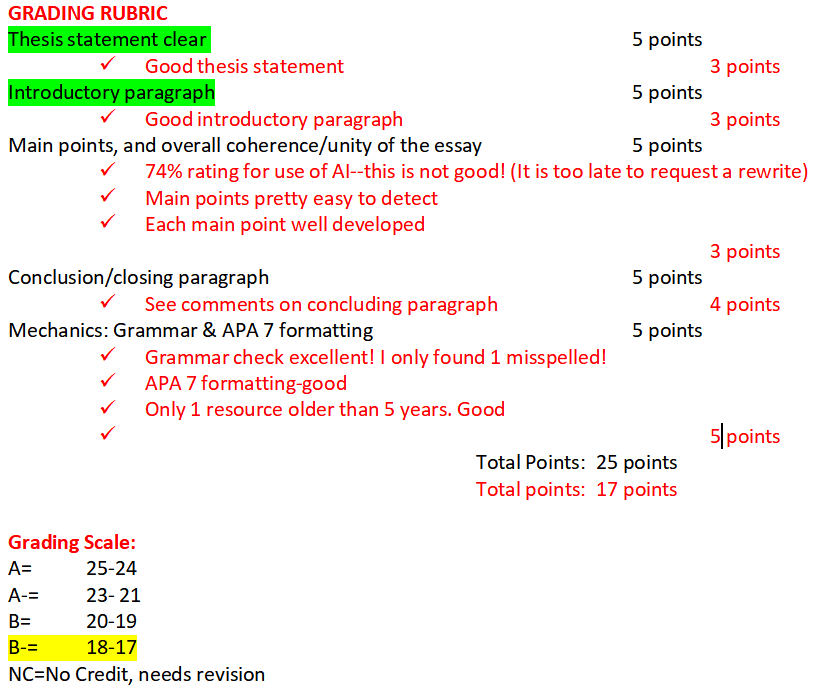 GRADING RUBRIC
Thesis statement clear 5 points
✓ Good thesis statement 3 points
Introductory paragraph 5 points
✓ Good introductory paragraph 3 points
Main points, and overall coherence/unity of the essay 5 points
✓ 74% rating for use of AI--this is not good! (It is too late to request a rewrite)
✓ Main points pretty easy to detect
✓ Each main point well developed
3 points
Conclusion/closing paragraph 5 points
✓ See comments on concluding paragraph 4 points
Mechanics: Grammar & APA 7 formatting 5 points
✓ Grammar check excellent! I only found 1 misspelled!
✓ APA 7 formatting-good
✓ Only 1 resource older than 5 years. Good
✓ 5 points
Total Points: 25 points
Total points: 17 points
Grading Scale:
A= 25-24
A-= 23- 21
B= 20-19
B-= 18-17
NC=No Credit, needs revision